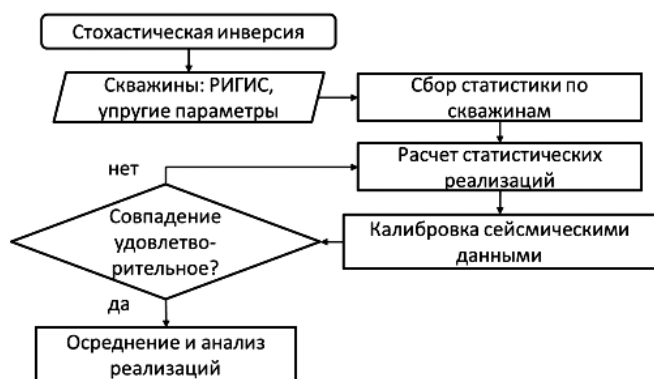 Стохастическая инверсия
Скважины: РИГИС,
упругие параметры
Сбор статистики по
скважинам
Расчет статистических
реализаций
Калибровка сейсмическими
данными
нет
Совпадение
удовлетво-
рительное?
да
Осреднение и анализ
реализаций